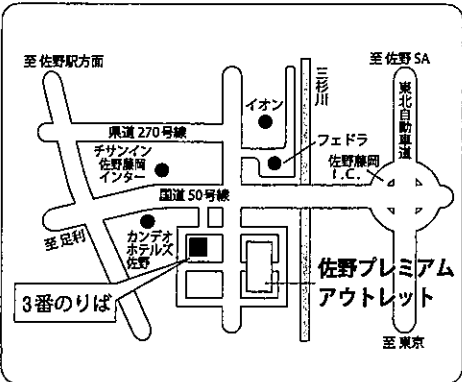 至 佐野駅方面
至 佐野SA
三杉川
東北自動車道
イオン
県道270号線
フェドラ
チサンイン
佐野藤岡
インター
佐野藤岡
I.C.
国道50号線
至 足利
カンデオ
ホテルズ
佐野
3番のりば
佐野プレミアム
アウトレット
至 東京